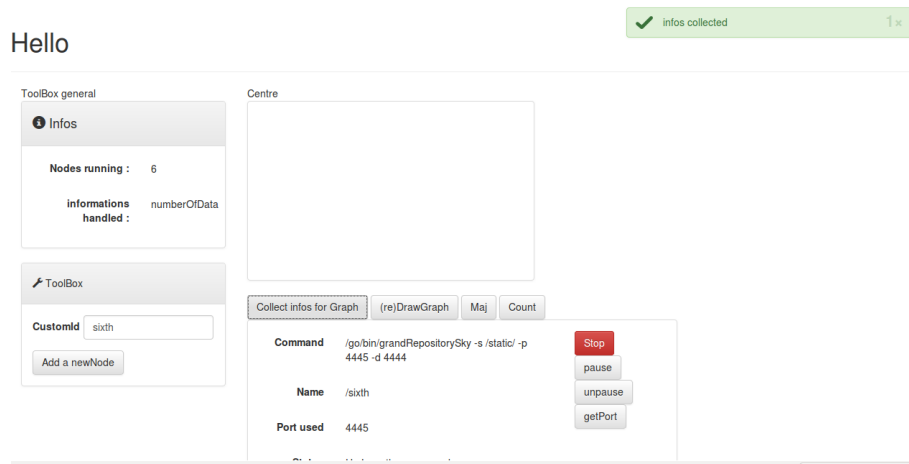 infos collected
1×
Hello
ToolBox general
Infos
Nodes running : 6
informations handled : numberOfData
ToolBox
CustomId sixth
Add a newNode
Centre
Collect infos for Graph (re)DrawGraph Maj Count
Command /go/bin/grandRepositorySky -s /static/ -p
4445 -d 4444
Name /sixth
Port used 4445
Stop
pause
unpause
getPort